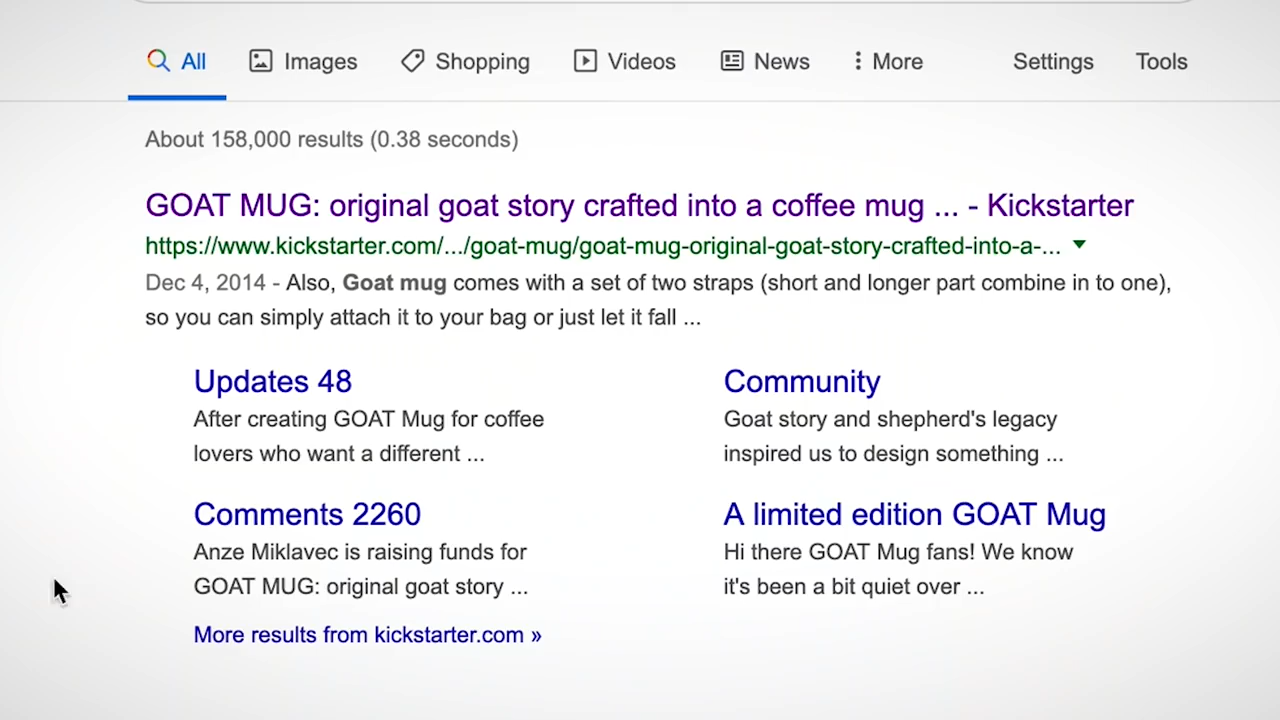 All Images Shopping Videos News More Settings Tools
About 158,000 results (0.38 seconds)
GOAT MUG: original goat story crafted into a coffee mug ... - Kickstarter
https://www.kickstarter.com/.../goat-mug/goat-mug-original-goat-story-crafted-into-a-...
Dec 4, 2014 - Also, Goat mug comes with a set of two straps (short and longer part combine in to one),
so you can simply attach it to your bag or just let it fall ...
Updates 48
After creating GOAT Mug for coffee
lovers who want a different ...
Community
Goat story and shepherd's legacy
inspired us to design something ...
Comments 2260
Anze Miklavec is raising funds for
GOAT MUG: original goat story ...
A limited edition GOAT Mug
Hi there GOAT Mug fans! We know
it's been a bit quiet over ...
More results from kickstarter.com »